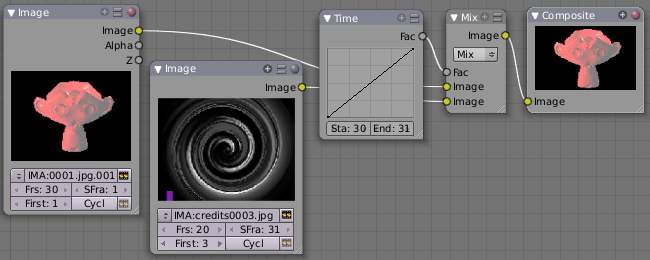 Image
Image
Alpha
Z
IMA:0001.jpg.001
Frs: 30
SFra: 1
First: 1
Cycl
Image
Image
IMA:credits0003.jpg
Frs: 20
SFra: 31
First: 3
Cycl
Time
Fac
Sta: 30
End: 31
Mix
Image
Mix
Fac
Image
Image
Composite
Image